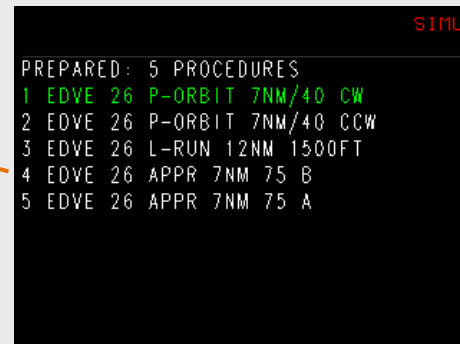 SIMU
PREPARED: 5 PROCEDURES
1 EDVE 26 P-ORBIT 7NM/40 CW
2 EDVE 26 P-ORBIT 7NM/40 CCW
3 EDVE 26 L-RUN 12NM 1500FT
4 EDVE 26 APPR 7NM 75 B
5 EDVE 26 APPR 7NM 75 A